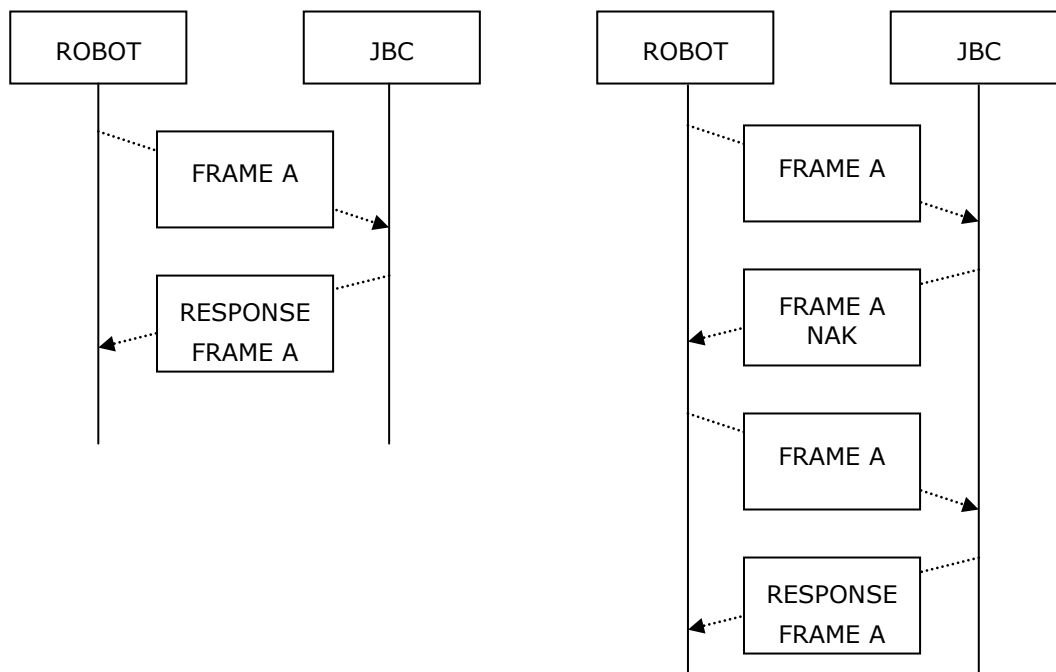 ROBOT
JBC
FRAME A
RESPONSE
FRAME A
ROBOT
JBC
FRAME A
FRAME A
NAK
FRAME A
RESPONSE
FRAME A